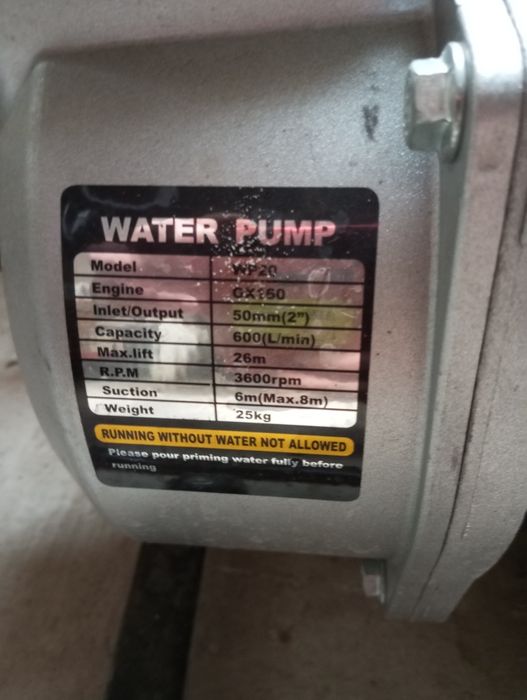 WATER PUMP
Model WP20
Engine GX160
Inlet/Output 50mm(2")
Capacity 600(L/min)
Max.lift 26m
R.P.M 3600rpm
Suction 6m(Max.8m)
Weight 25kg
RUNNING WITHOUT WATER NOT ALLOWED
Please pour priming water fully before
running